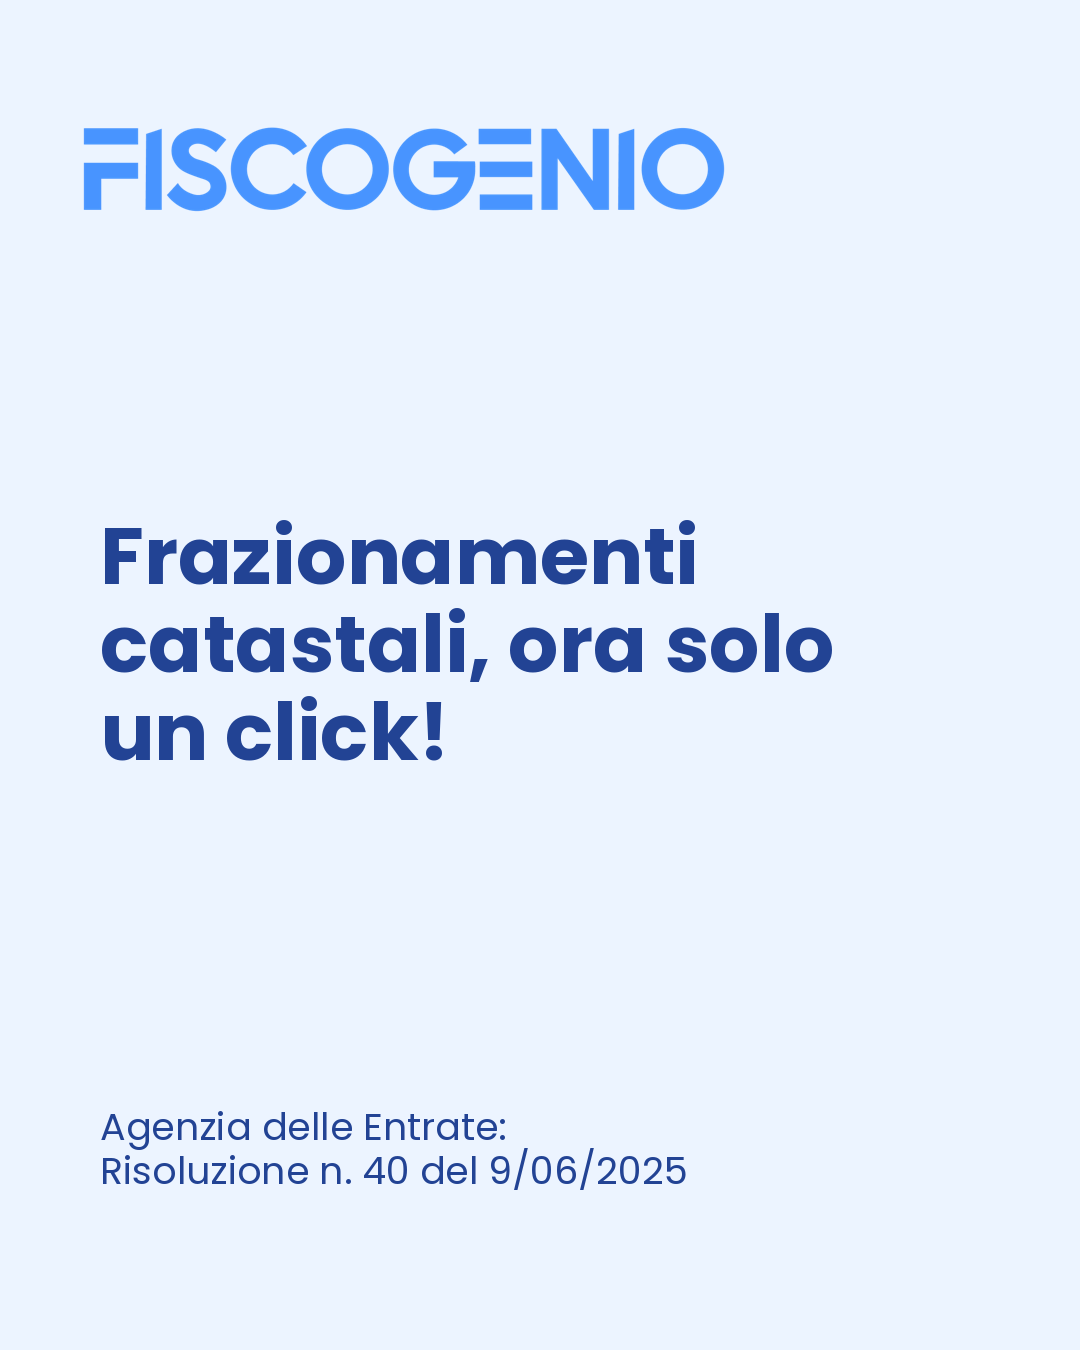 FISCOGENIO
Frazionamenti
catastali, ora solo
un click!
Agenzia delle Entrate:
Risoluzione n. 40 del 9/06/2025